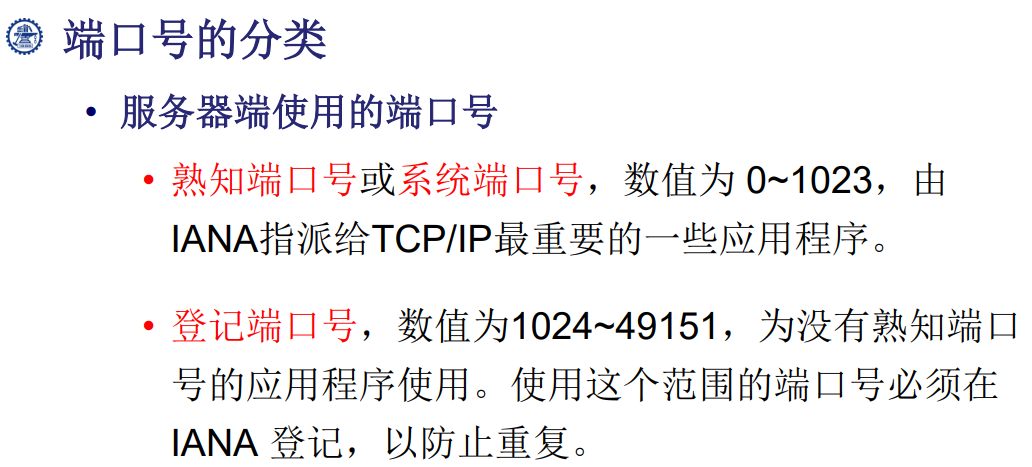 端口号的分类
• 服务器端使用的端口号
• 熟知端口号或系统端口号，数值为 0~1023，由
IANA指派给TCP/IP最重要的一些应用程序。
• 登记端口号，数值为1024~49151，为没有熟知端口
号的应用程序使用。使用这个范围的端口号必须在
IANA 登记，以防止重复。